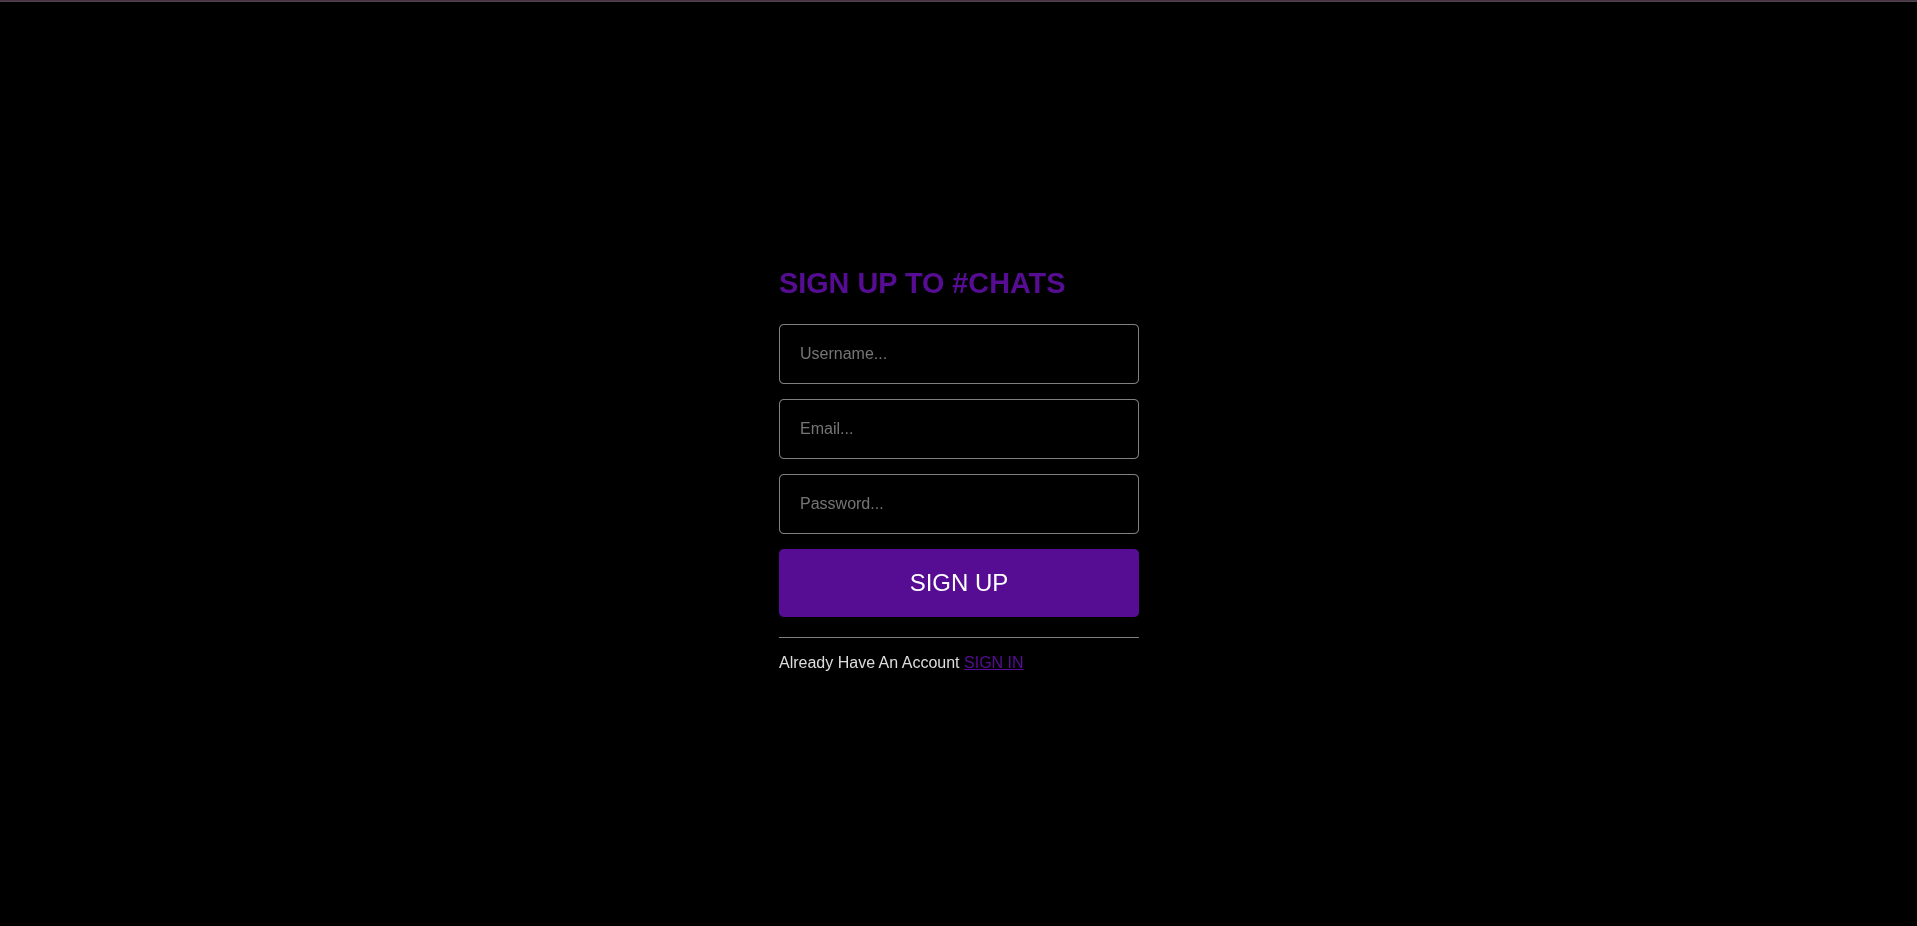 SIGN UP TO #CHATS
Username...
Email...
Password...
SIGN UP
Already Have An Account SIGN IN